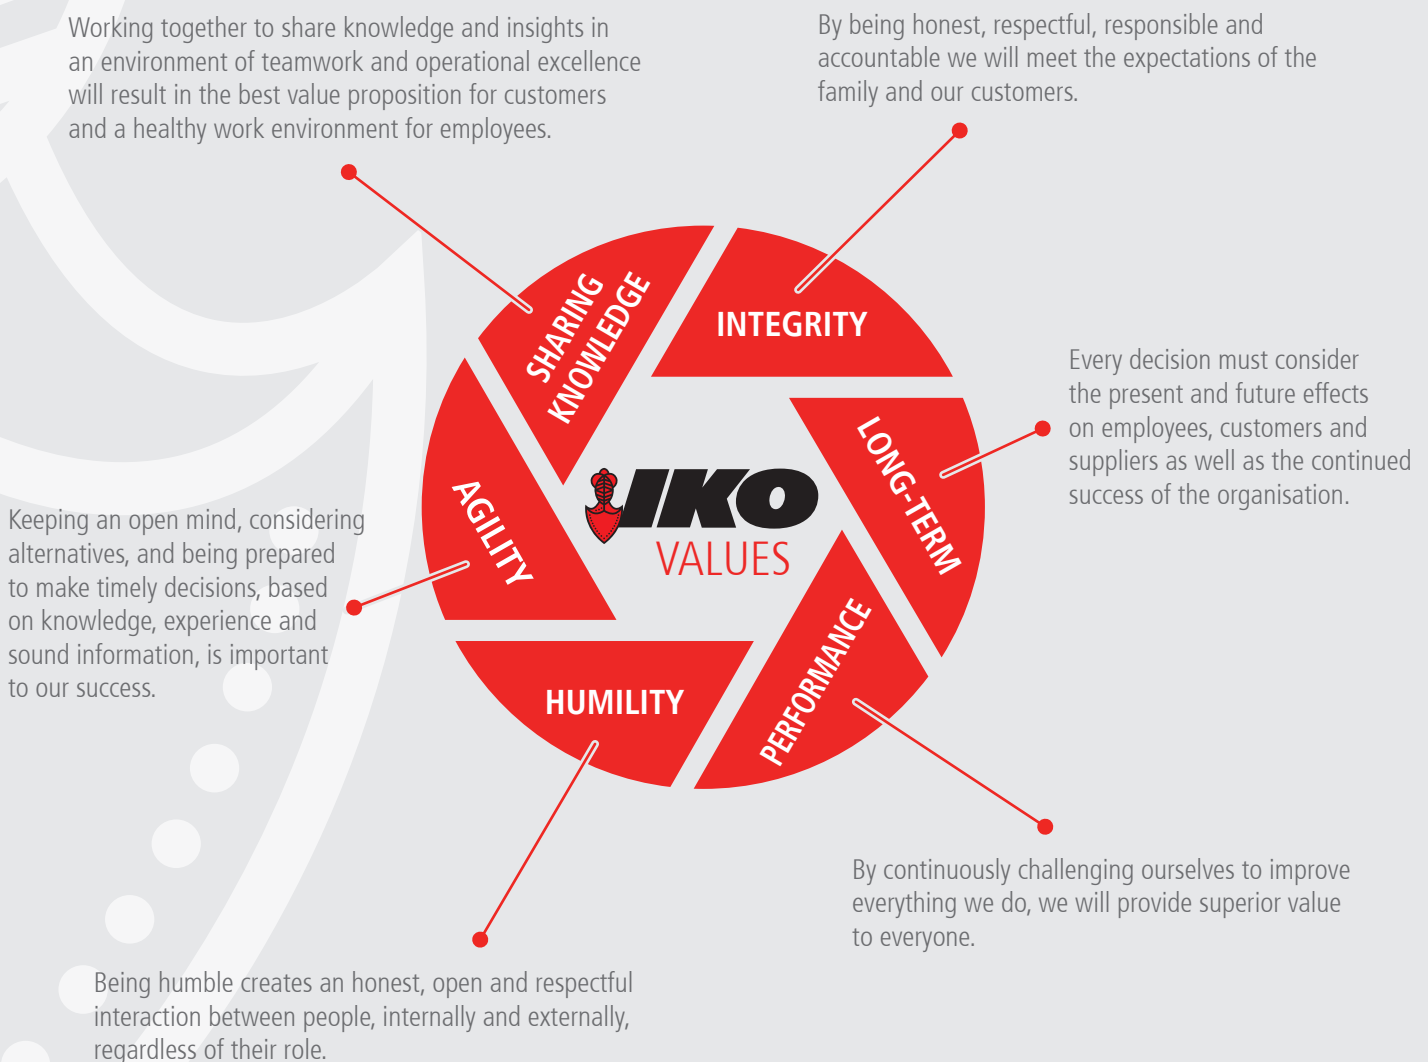 Working together to share knowledge and insights in
an environment of teamwork and operational excellence
will result in the best value proposition for customers
and a healthy work environment for employees.
By being honest, respectful, responsible and
accountable we will meet the expectations of the
family and our customers.
SHARING
KNOWLEDGE
INTEGRITY
Every decision must consider
the present and future effects
on employees, customers and
suppliers as well as the continued
success of the organisation.
LONG-TERM
IKO
VALUES
AGILITY
Keeping an open mind, considering
alternatives, and being prepared
to make timely decisions, based
on knowledge, experience and
sound information, is important
to our success.
HUMILITY
PERFORMANCE
By continuously challenging ourselves to improve
everything we do, we will provide superior value
to everyone.
Being humble creates an honest, open and respectful
interaction between people, internally and externally,
regardless of their role.